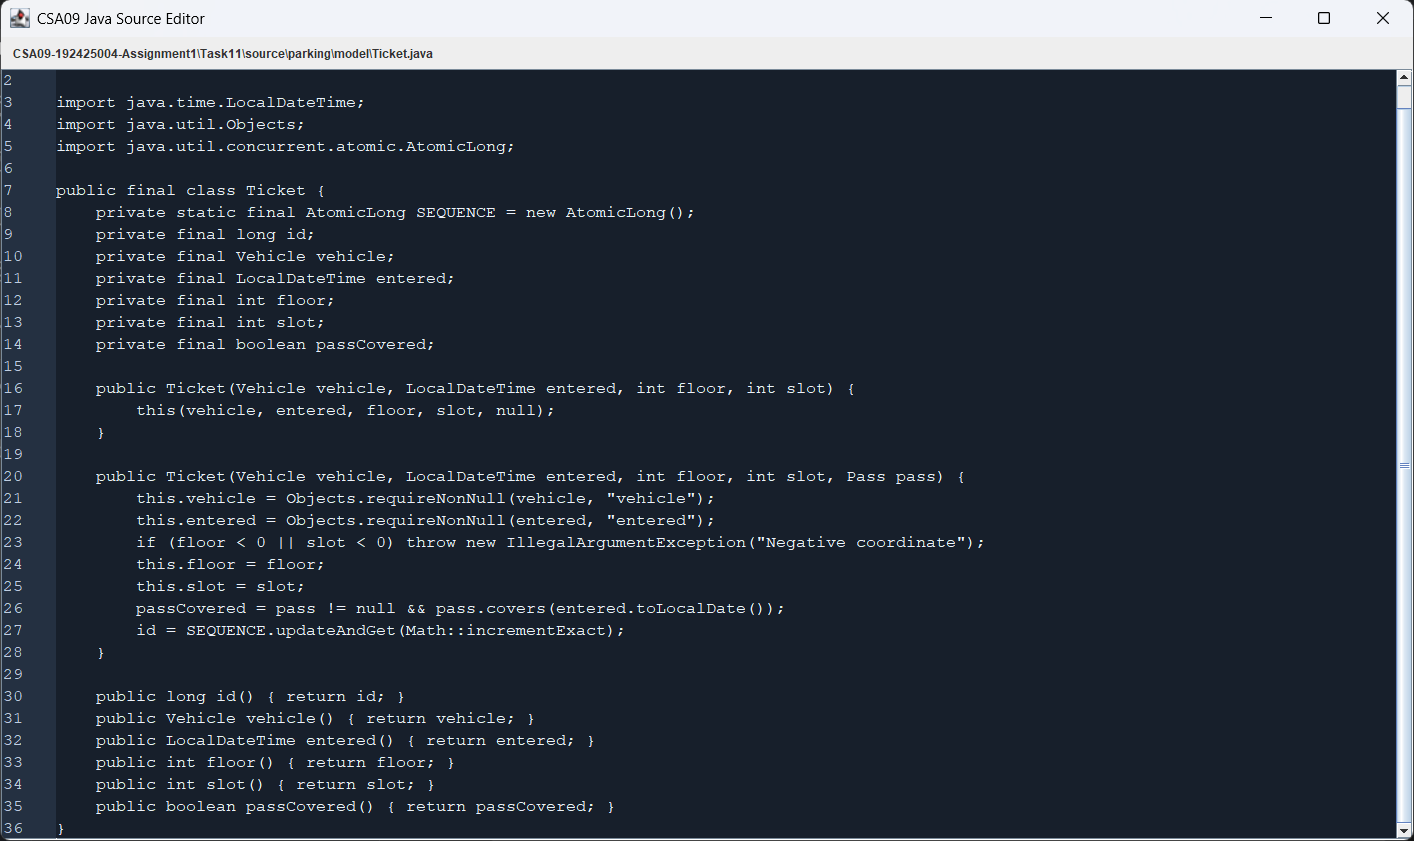 CSA09 Java Source Editor
CSA09-192425004-Assignment1\Task11\source\parking\model\Ticket.java
2
3 import java.time.LocalDateTime;
4 import java.util.Objects;
5 import java.util.concurrent.atomic.AtomicLong;
6
7 public final class Ticket {
8     private static final AtomicLong SEQUENCE = new AtomicLong();
9     private final long id;
10     private final Vehicle vehicle;
11     private final LocalDateTime entered;
12     private final int floor;
13     private final int slot;
14     private final boolean passCovered;
15
16     public Ticket(Vehicle vehicle, LocalDateTime entered, int floor, int slot) {
17         this(vehicle, entered, floor, slot, null);
18     }
19
20     public Ticket(Vehicle vehicle, LocalDateTime entered, int floor, int slot, Pass pass) {
21         this.vehicle = Objects.requireNonNull(vehicle, "vehicle");
22         this.entered = Objects.requireNonNull(entered, "entered");
23         if (floor < 0 || slot < 0) throw new IllegalArgumentException("Negative coordinate");
24         this.floor = floor;
25         this.slot = slot;
26         passCovered = pass != null && pass.covers(entered.toLocalDate());
27         id = SEQUENCE.updateAndGet(Math::incrementExact);
28     }
29
30     public long id() { return id; }
31     public Vehicle vehicle() { return vehicle; }
32     public LocalDateTime entered() { return entered; }
33     public int floor() { return floor; }
34     public int slot() { return slot; }
35     public boolean passCovered() { return passCovered; }
36 }